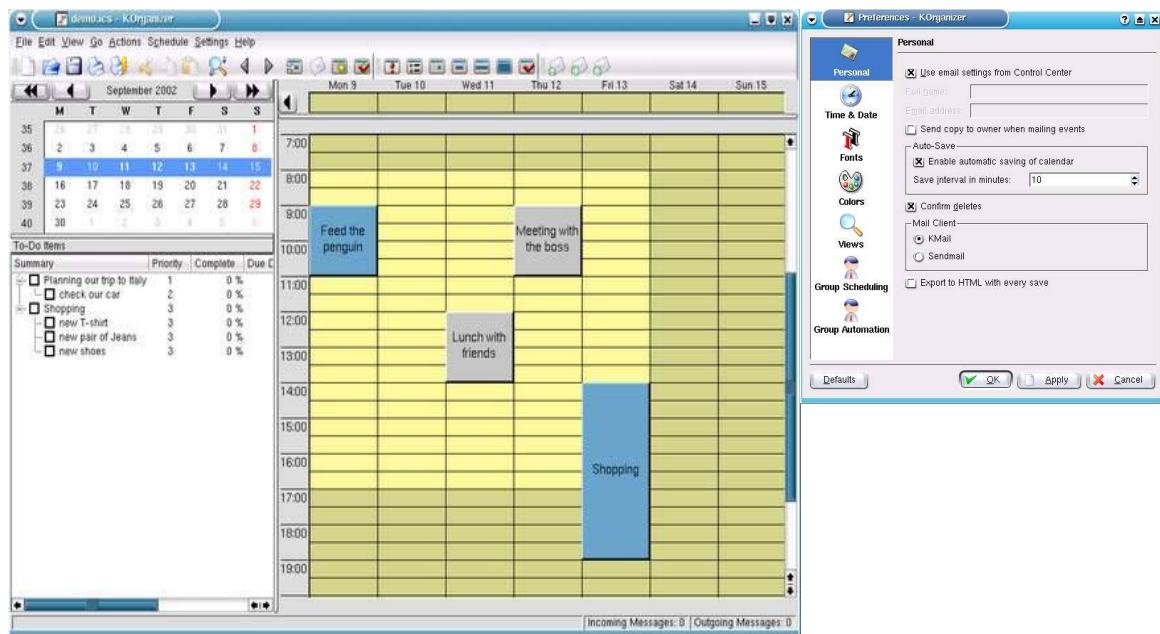 demo.ics - KOrganizer
File Edit View Go Actions Schedule Settings Help
September 2002
M T W T F S S
35 26 27 28 29 30 31 1
36 2 3 4 5 6 7 8
37 9 10 11 12 13 14 15
38 16 17 18 19 20 21 22
39 23 24 25 26 27 28 29
40 30 1 2 3 4 5 6
To-Do Items
Summary Priority Complete Due D
Planning our trip to Italy 1 0 %
check our car 2 0 %
Shopping 3 0 %
new T-shirt 3 0 %
new pair of Jeans 3 0 %
new shoes 3 0 %
Mon 9 Tue 10 Wed 11 Thu 12 Fri 13 Sat 14 Sun 15
7:00
8:00
9:00
10:00
11:00
12:00
13:00
14:00
15:00
16:00
17:00
18:00
19:00
Feed the
penguin
Lunch with
friends
Meeting with
the boss
Shopping
Incoming Messages: 0 Outgoing Messages: 0
Preferences - KOrganizer
Personal
Time & Date
Fonts
Colors
Views
Group Scheduling
Group Automation
Personal
Use email settings from Control Center
Full name:
Email address:
Send copy to owner when mailing events
Auto-Save
Enable automatic saving of calendar
Save interval in minutes: 10
Confirm deletes
Mail Client
KMail
Sendmail
Export to HTML with every save
Defaults OK Apply Cancel